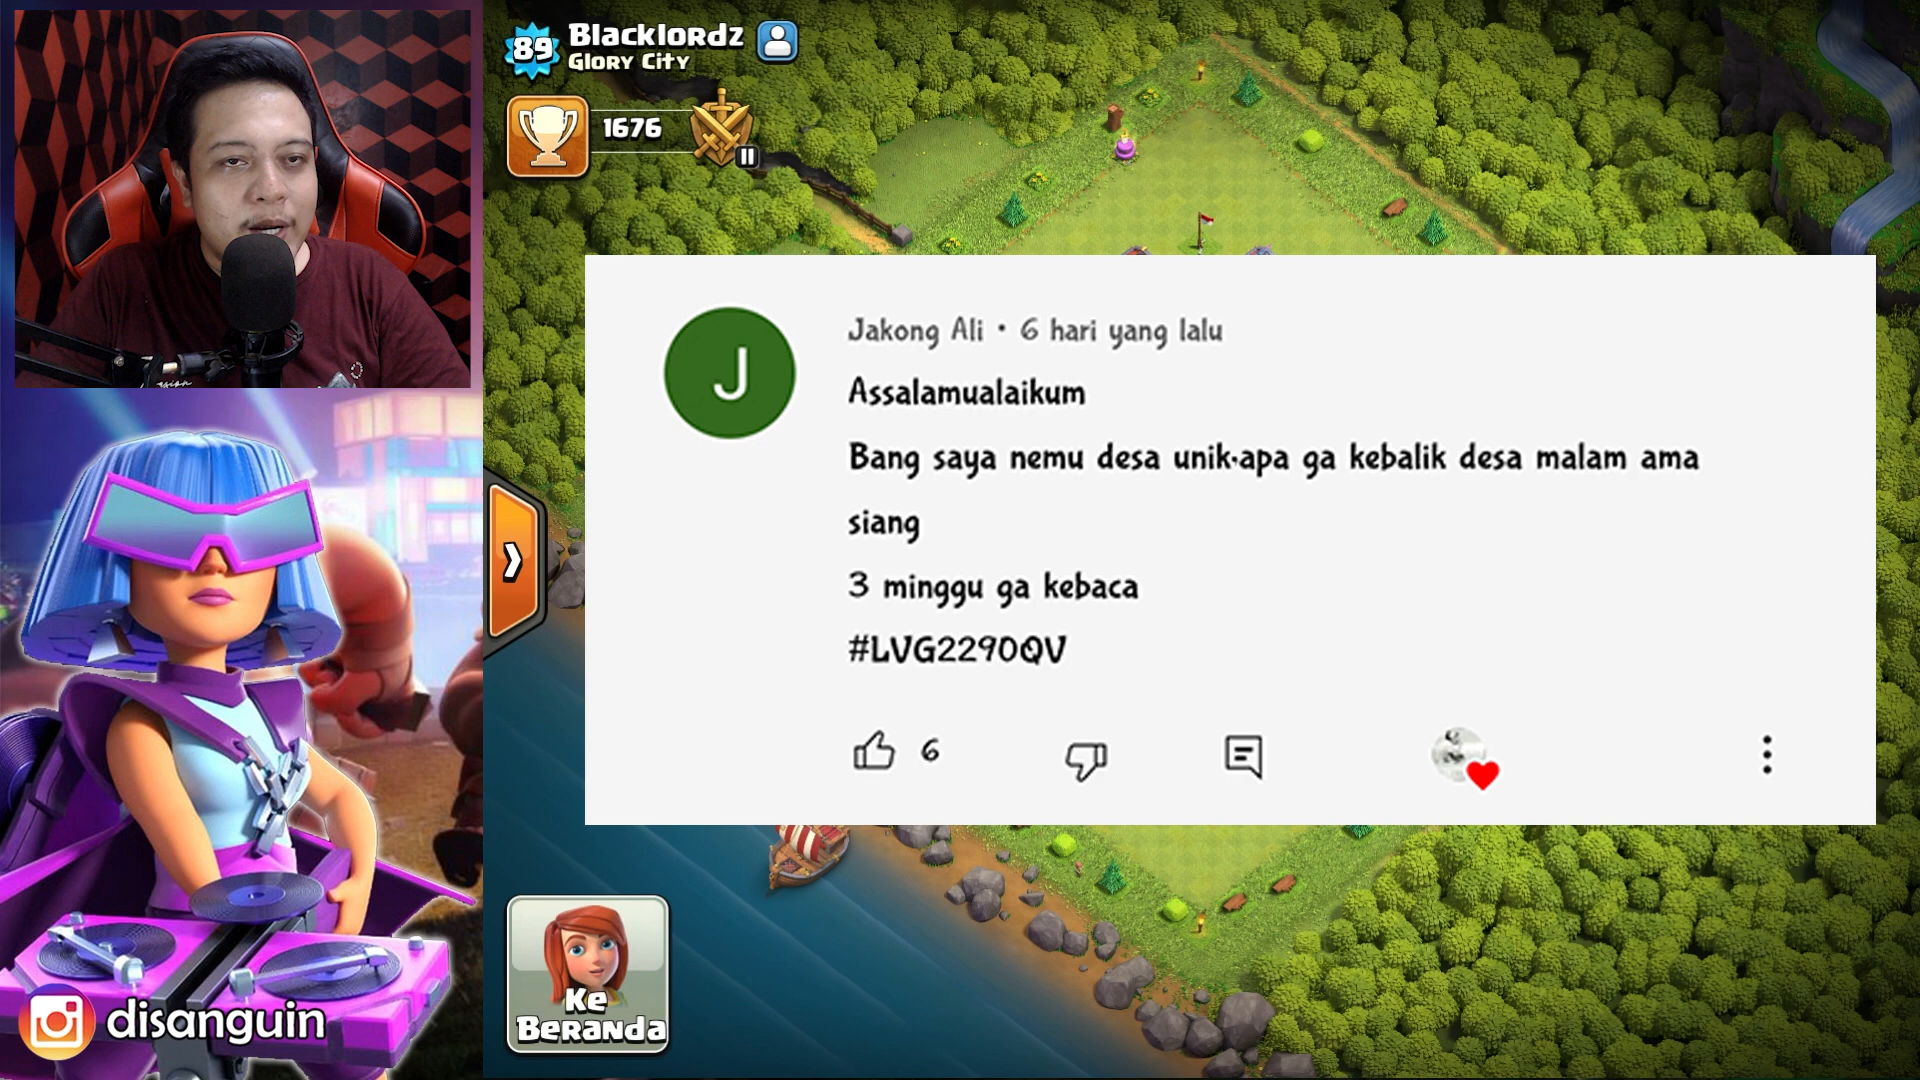 89
Blacklordz
Glory City
1676
J
Jakong Ali • 6 hari yang lalu
Assalamualaikum
Bang saya nemu desa unik.apa ga kebalik desa malam ama
siang
3 minggu ga kebaca
#LVG2290QV
6
Ke
Beranda
disanguin